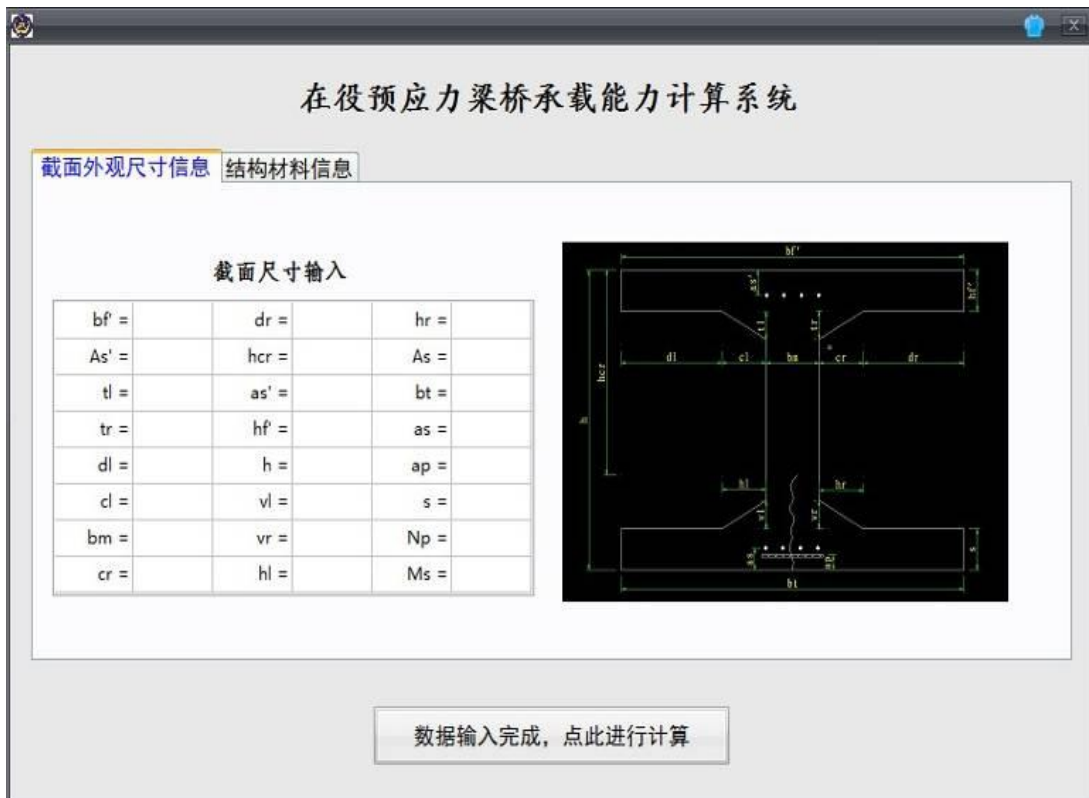 在役预应力梁桥承载能力计算系统
截面外观尺寸信息 结构材料信息
截面尺寸输入
bf' = dr = hr =
As' = hcr = As =
tl = as' = bt =
tr = hf' = as =
dl = h = ap =
cl = vl = s =
bm = vr = Np =
cr = hl = Ms =
bf'
as'
hf'
tl tr
dl cl bm cr dr
hcr
h
hl hr
vl vr
as ap s
bt
数据输入完成，点此进行计算